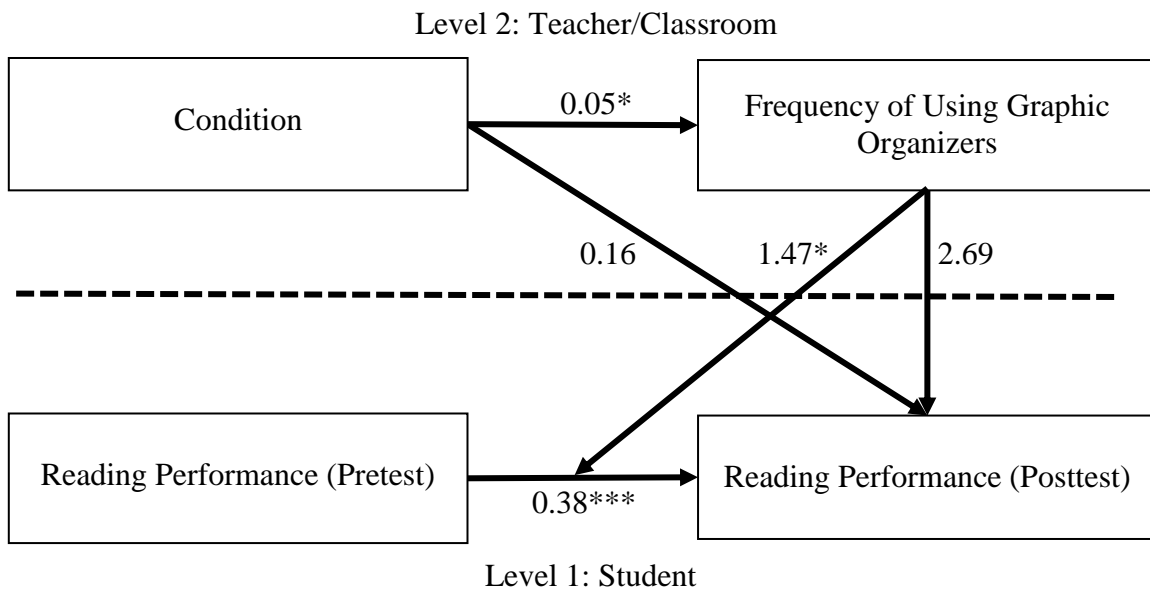 Level 2: Teacher/Classroom
Condition
0.05*
Frequency of Using Graphic
Organizers
0.16
1.47*
2.69
Reading Performance (Pretest)
0.38***
Reading Performance (Posttest)
Level 1: Student